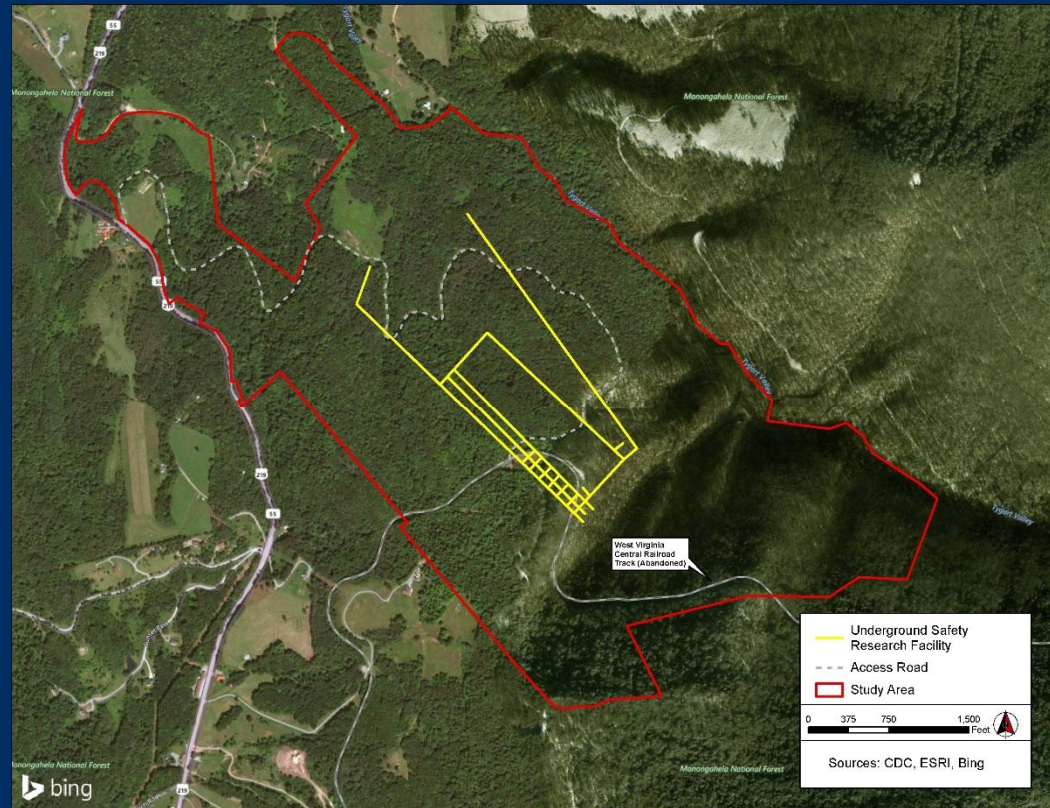 55
219
Tygart Valley
Monongahela National Forest
Monongahela National Forest
Tygart Valley
55
219
Tygart Valley
219
55
Tygart Valley
West Virginia
Central Railroad
Track (Abandoned)
Underground Safety
Research Facility
Access Road
Study Area
0 375 750 1,500
Feet
Sources: CDC, ESRI, Bing
Monongahela National Forest
Monongahela National Forest
219
bing